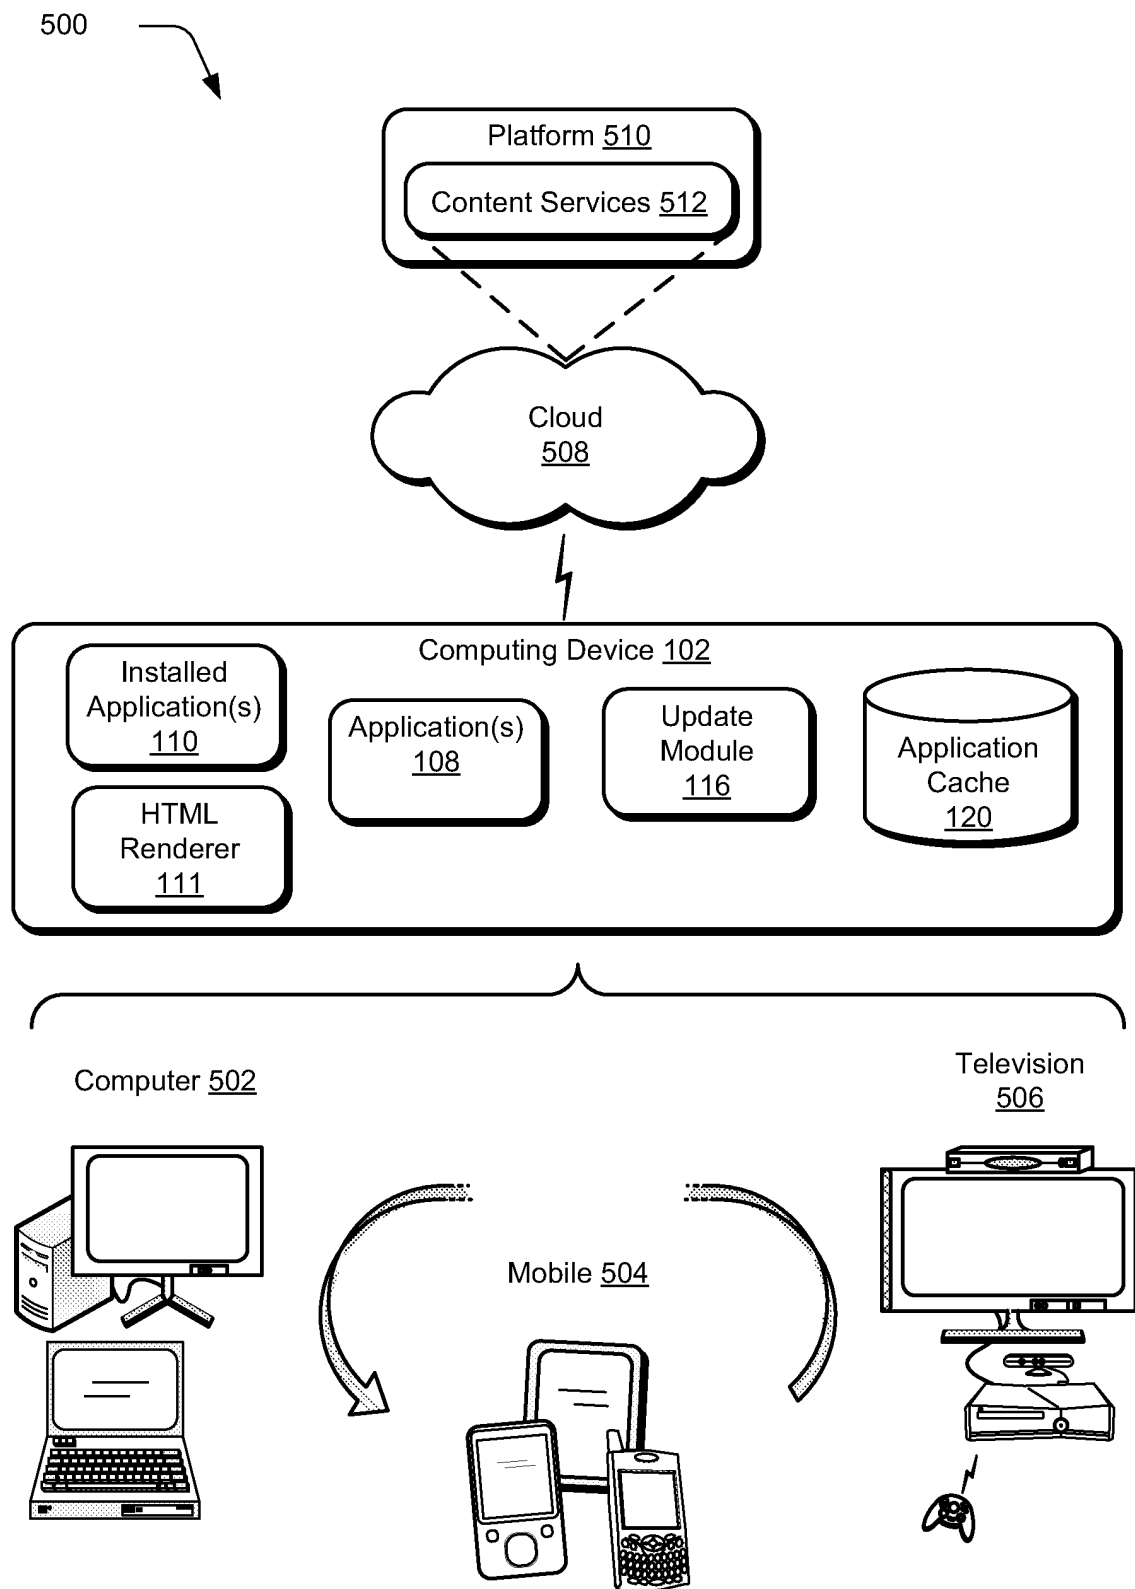 500
Platform 510
Content Services 512
Cloud
508
Computing Device 102
Installed
Application(s)
110
HTML
Renderer
111
Application(s)
108
Update
Module
116
Application
Cache
120
Computer 502
Mobile 504
Television
506